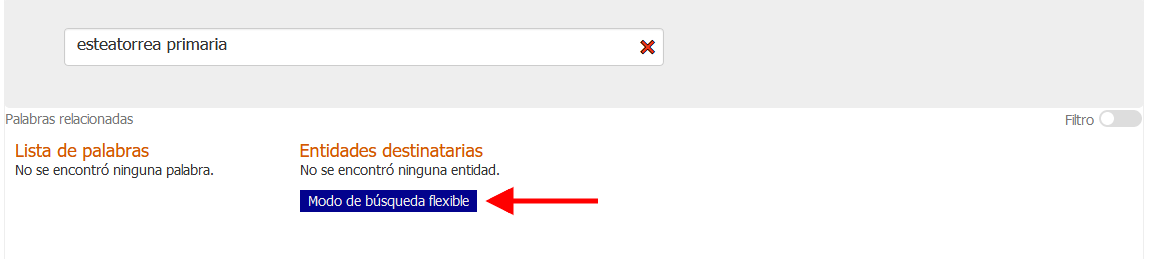 esteatorrea primaria
Palabras relacionadas
Filtro
Lista de palabras
No se encontró ninguna palabra.
Entidades destinatarias
No se encontró ninguna entidad.
Modo de búsqueda flexible